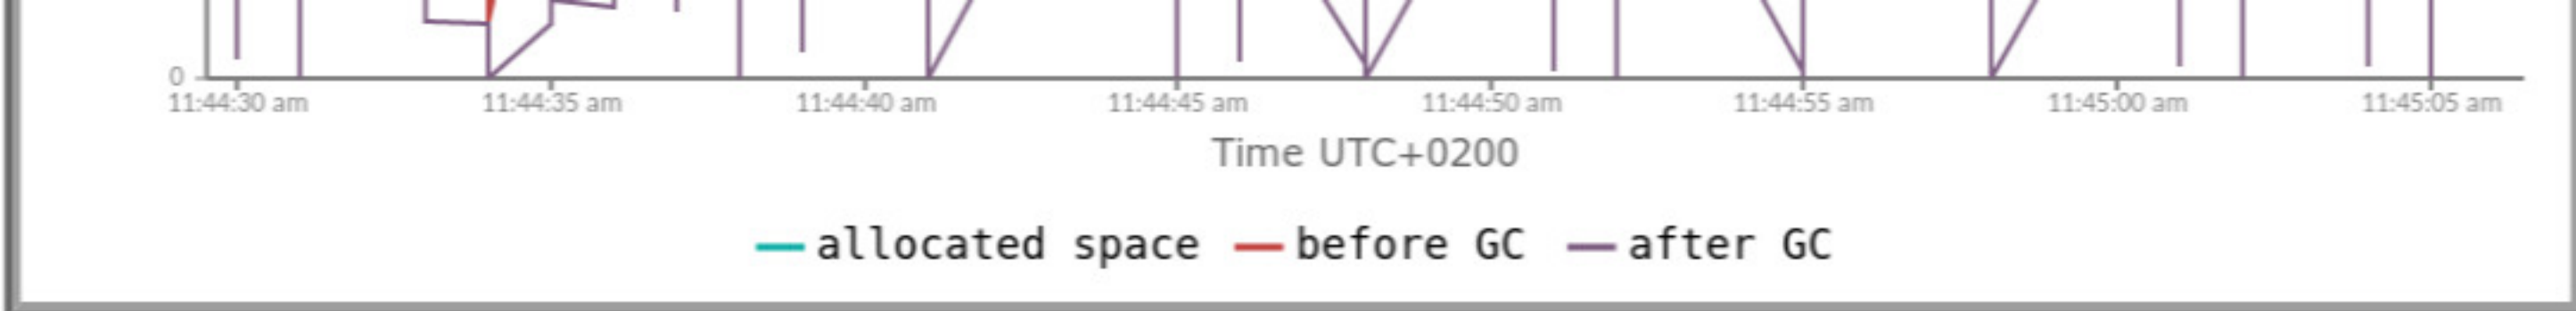 0
11:44:30 am 11:44:35 am 11:44:40 am 11:44:45 am 11:44:50 am 11:44:55 am 11:45:00 am 11:45:05 am
Time UTC+0200
allocated space before GC after GC